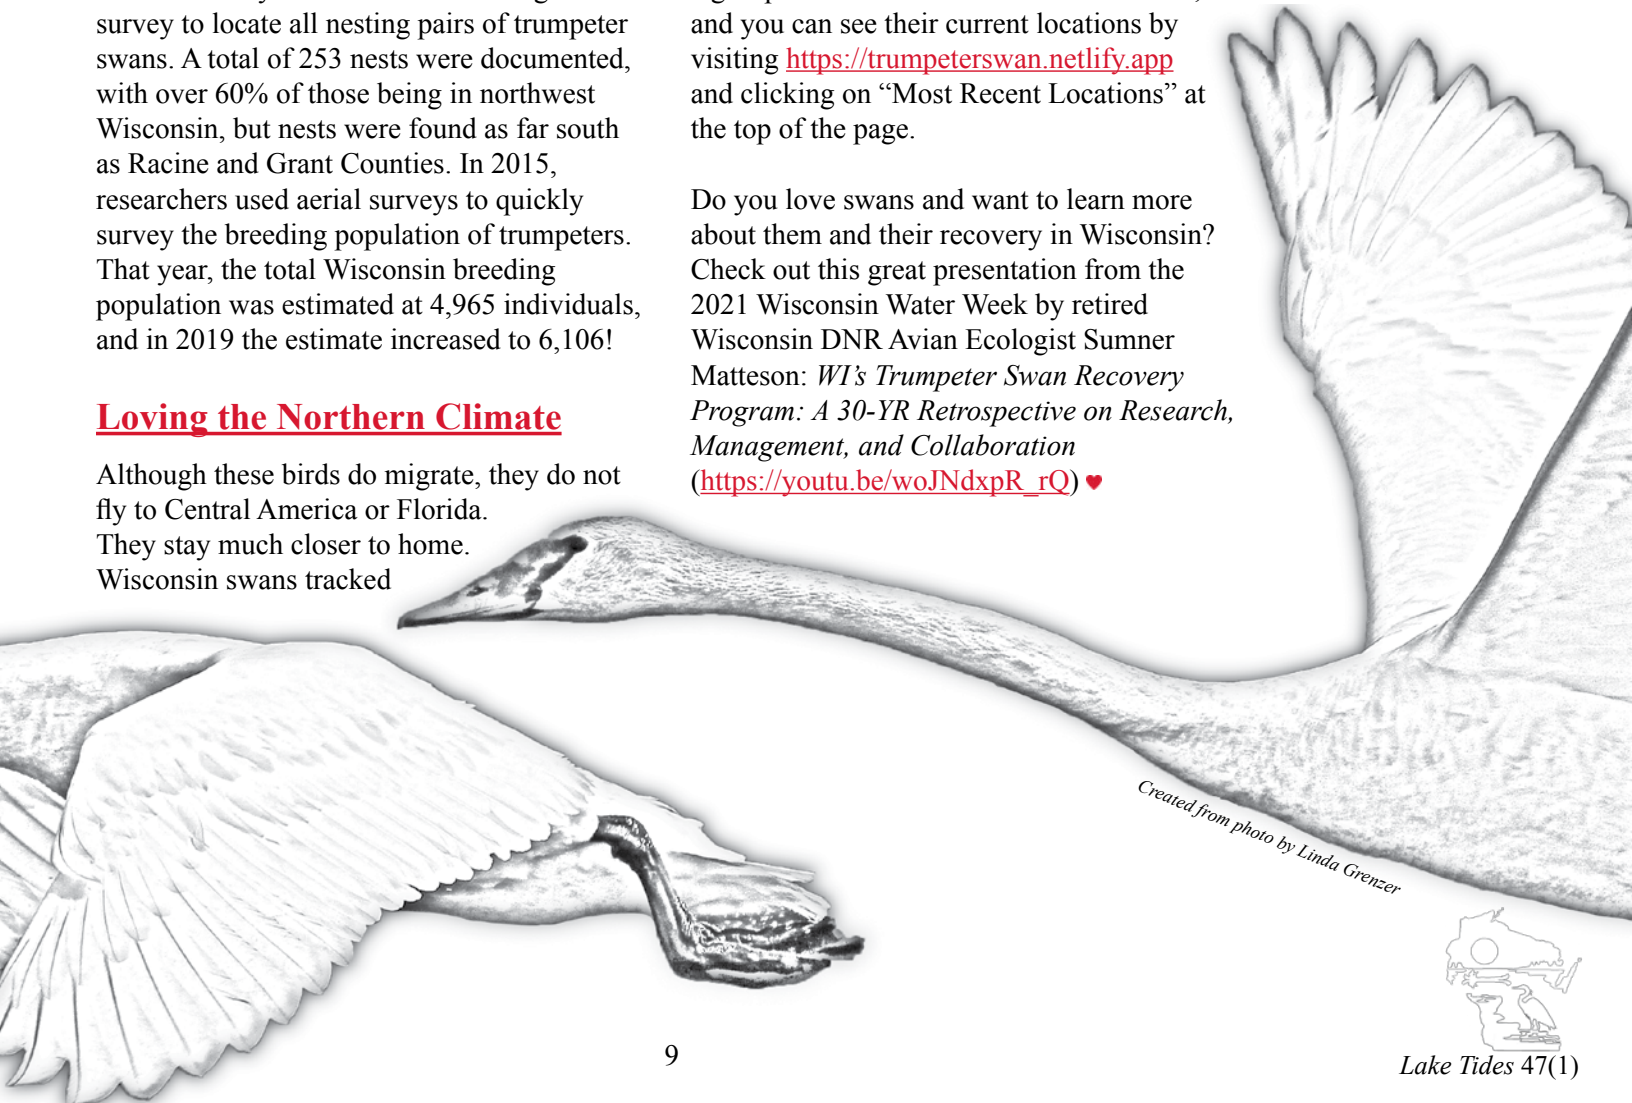 survey to locate all nesting pairs of trumpeter
swans. A total of 253 nests were documented,
with over 60% of those being in northwest
Wisconsin, but nests were found as far south
as Racine and Grant Counties. In 2015,
researchers used aerial surveys to quickly
survey the breeding population of trumpeters.
That year, the total Wisconsin breeding
population was estimated at 4,965 individuals,
and in 2019 the estimate increased to 6,106!
Loving the Northern Climate
Although these birds do migrate, they do not
fly to Central America or Florida.
They stay much closer to home.
Wisconsin swans tracked
and you can see their current locations by
visiting https://trumpeterswan.netlify.app
and clicking on “Most Recent Locations” at
the top of the page.
Do you love swans and want to learn more
about them and their recovery in Wisconsin?
Check out this great presentation from the
2021 Wisconsin Water Week by retired
Wisconsin DNR Avian Ecologist Sumner
Matteson: WI’s Trumpeter Swan Recovery
Program: A 30-YR Retrospective on Research,
Management, and Collaboration
(https://youtu.be/woJNdxpR_rQ) ♥
Created from photo by Linda Grenzer
9
Lake Tides 47(1)